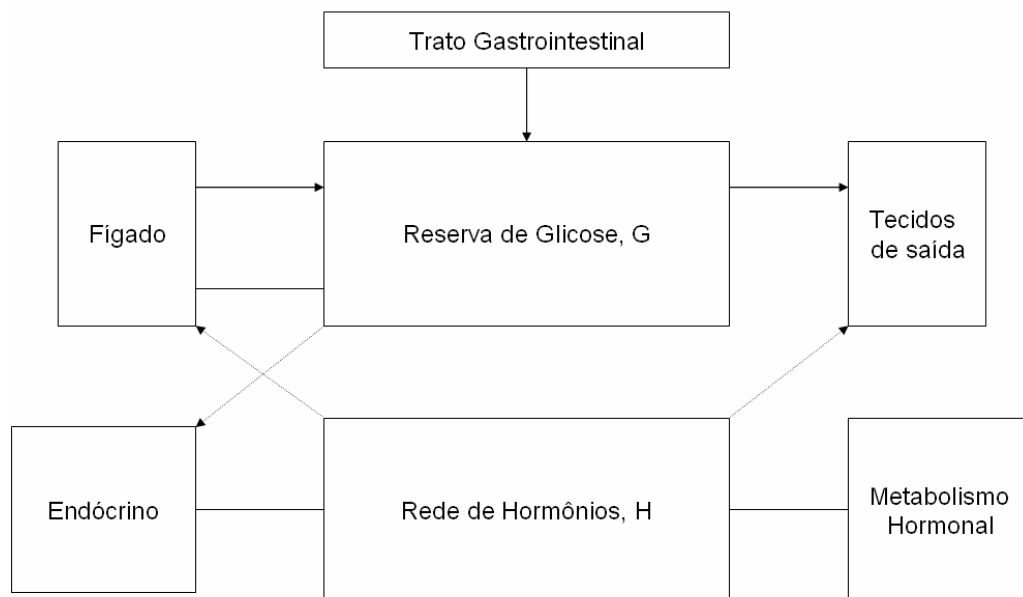 Trato Gastrointestinal
Fígado
Reserva de Glicose, G
Tecidos
de saída
Endócrino
Rede de Hormônios, H
Metabolismo
Hormonal